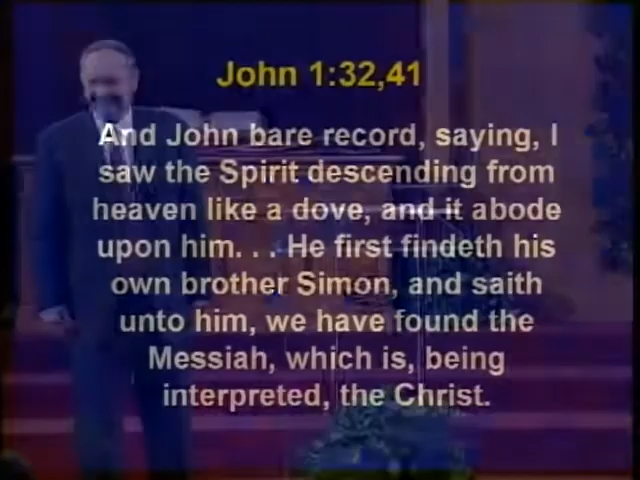 John 1:32,41
And John bare record, saying, I
saw the Spirit descending from
heaven like a dove, and it abode
upon him. . . He first findeth his
own brother Simon, and saith
unto him, we have found the
Messiah, which is, being
interpreted, the Christ.